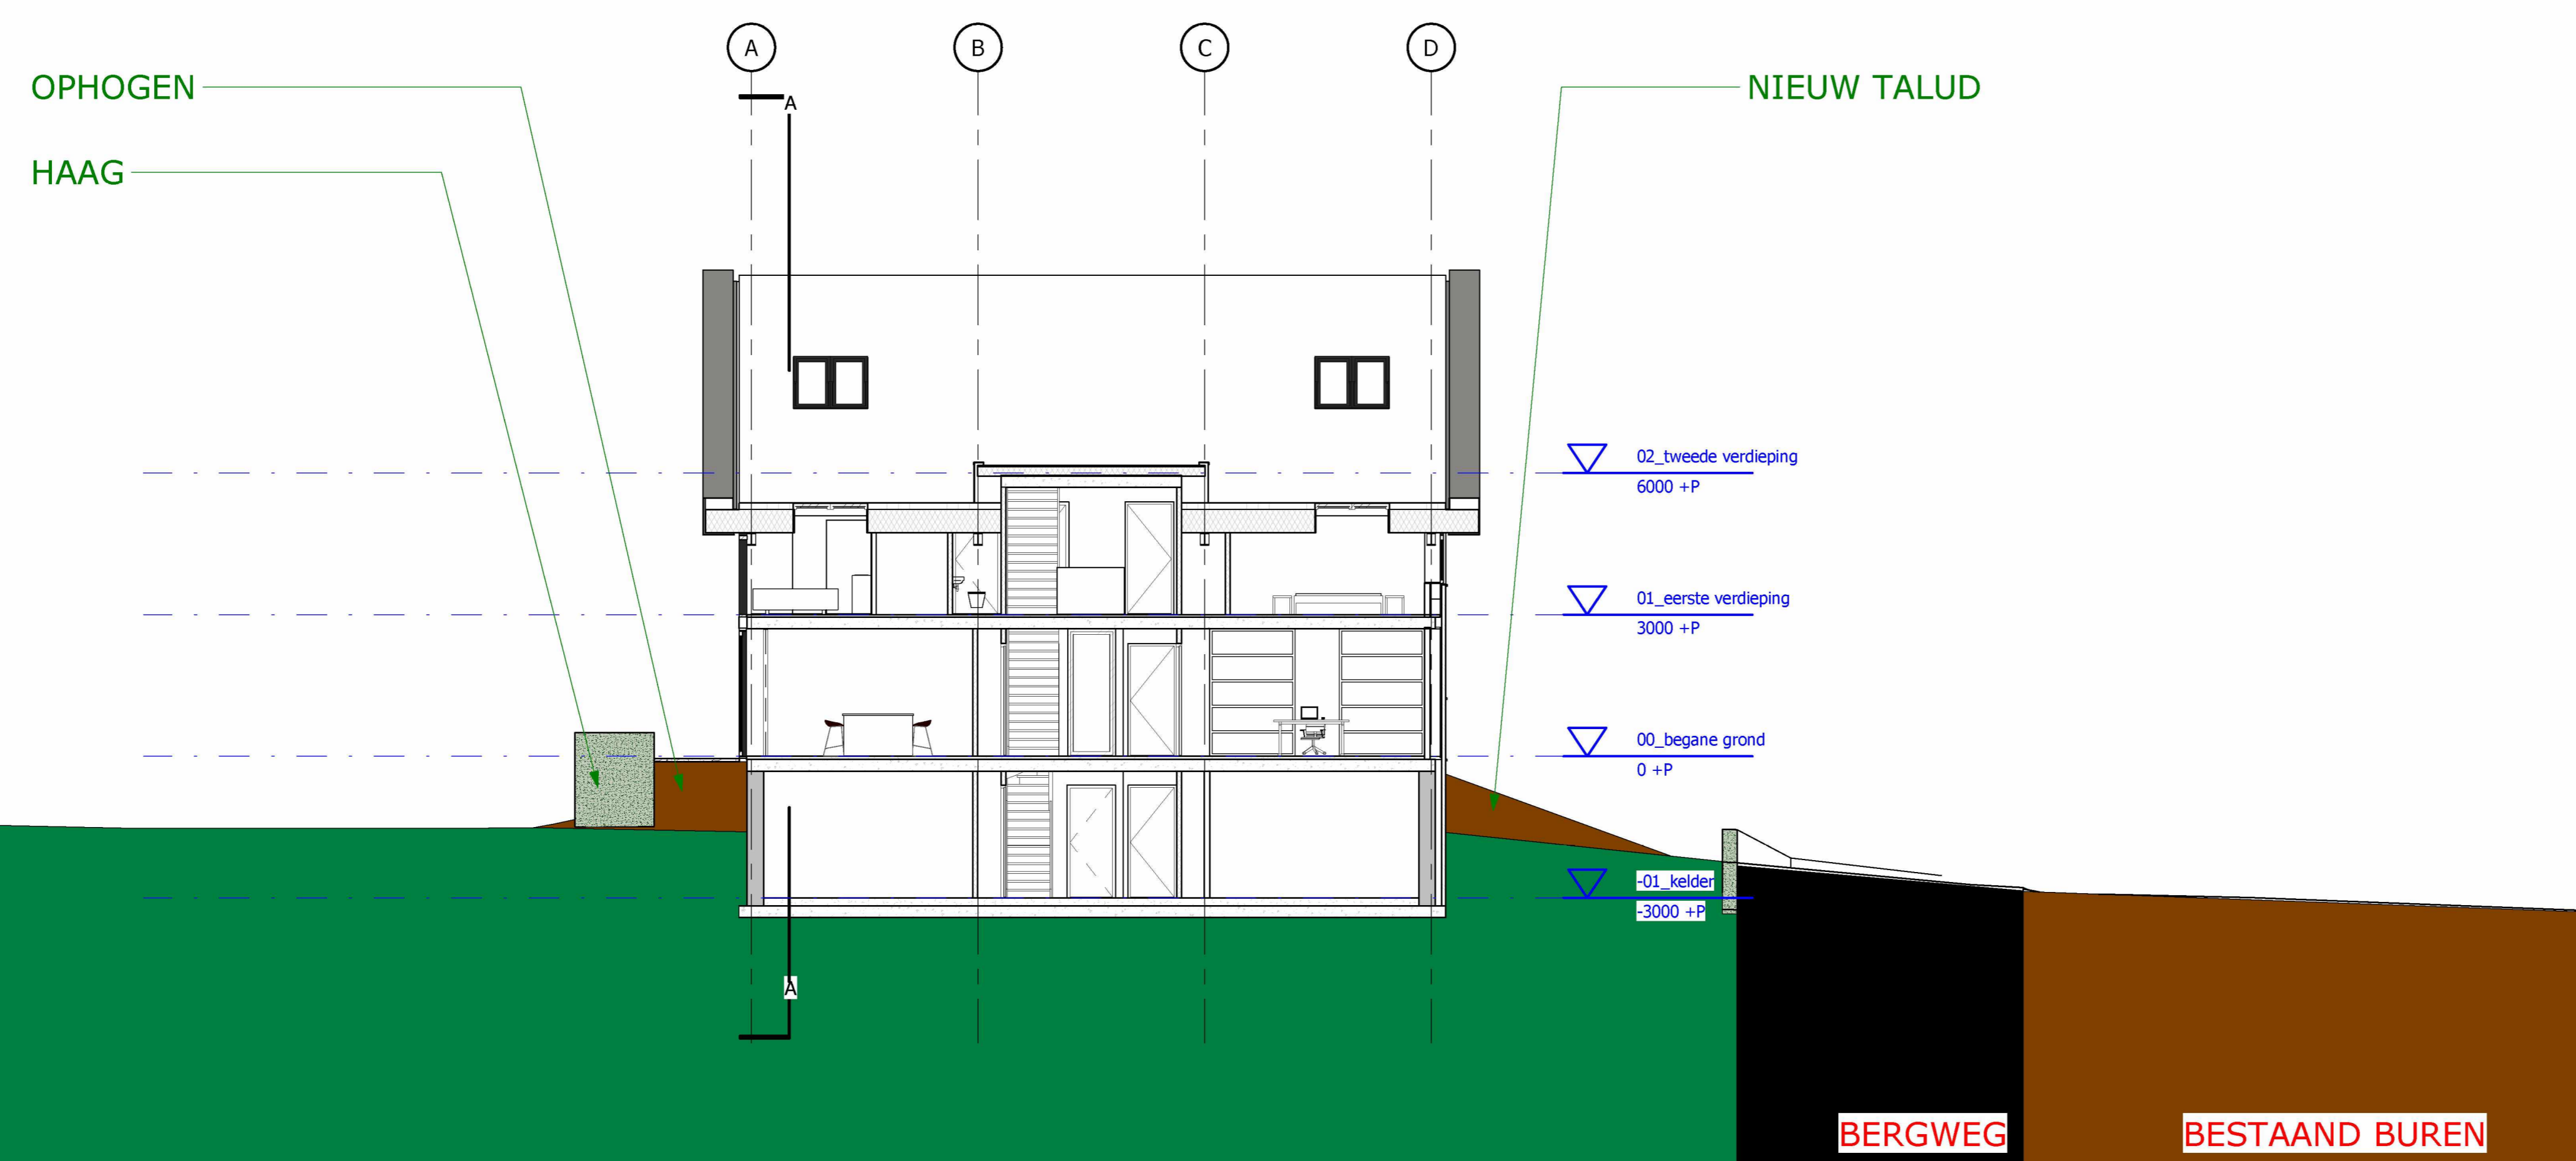 A
B
C
D
OPHOGEN
NIEUW TALUD
A
HAAG
02_tweede verdieping
6000 +P
01_eerste verdieping
3000 +P
00_begane grond
0 +P
-01_kelder
-3000 +P
A
BERGWEG
BESTAAND BUREN